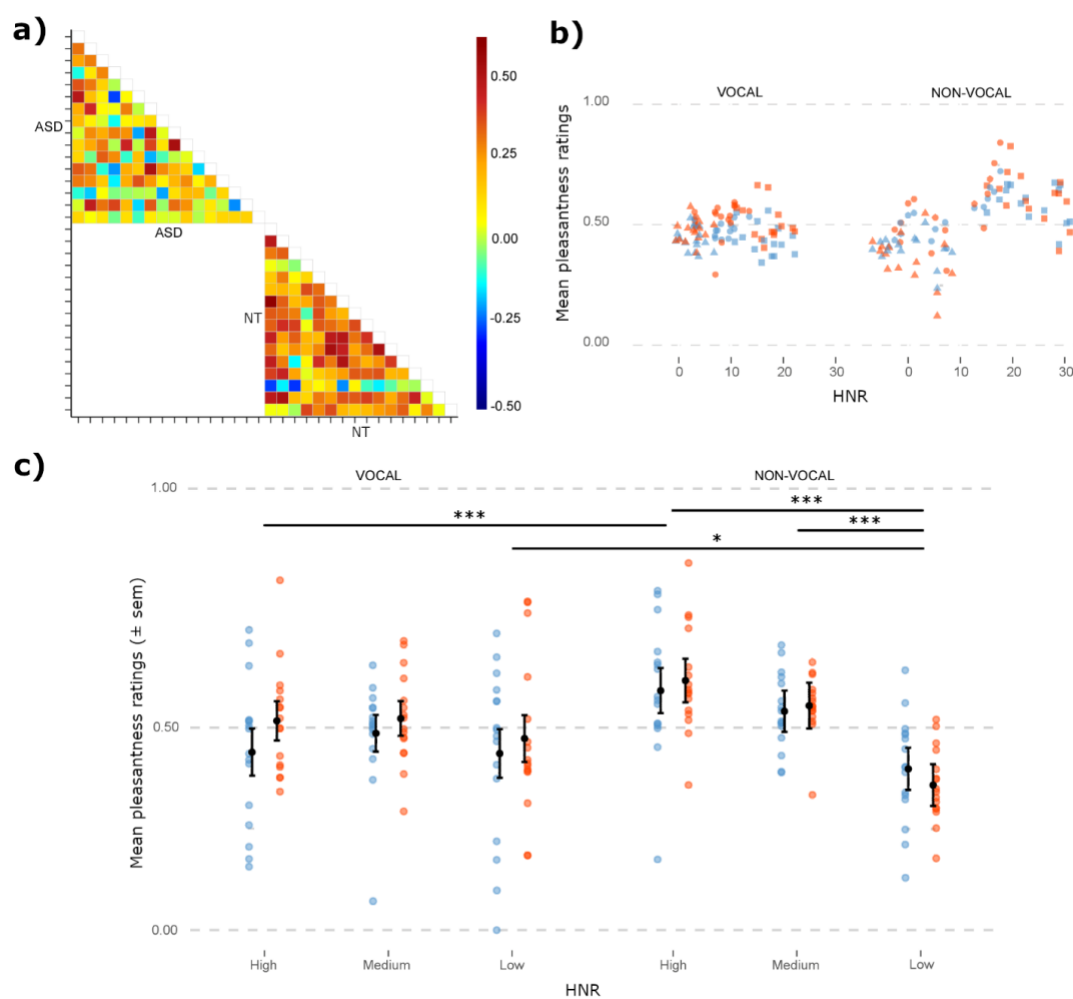 a)
0.50
0.25
0.00
-0.25
-0.50
ASD
ASD
NT
NT
b)
VOCAL NON-VOCAL
1.00
0.50
0.00
Mean pleasantness ratings
0 10 20 30 0 10 20 30
HNR
c)
VOCAL NON-VOCAL
1.00
***
***
***
*
Mean pleasantness ratings (± sem)
0.50
0.00
High Medium Low High Medium Low
HNR